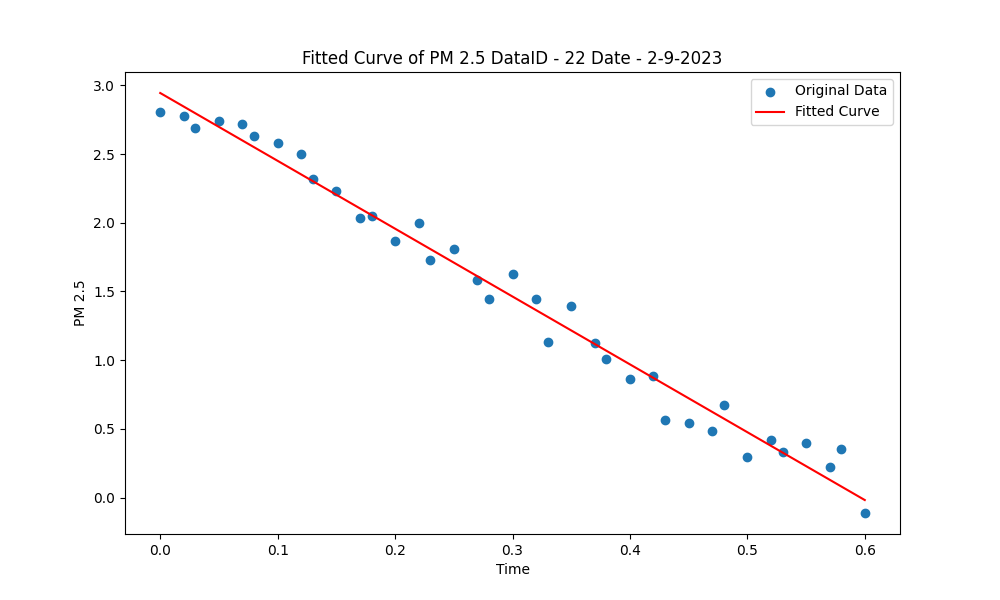 Fitted Curve of PM 2.5 DataID - 22 Date - 2-9-2023
Original Data
Fitted Curve
3.0
2.5
2.0
1.5
1.0
0.5
0.0
PM 2.5
0.0 0.1 0.2 0.3 0.4 0.5 0.6
Time